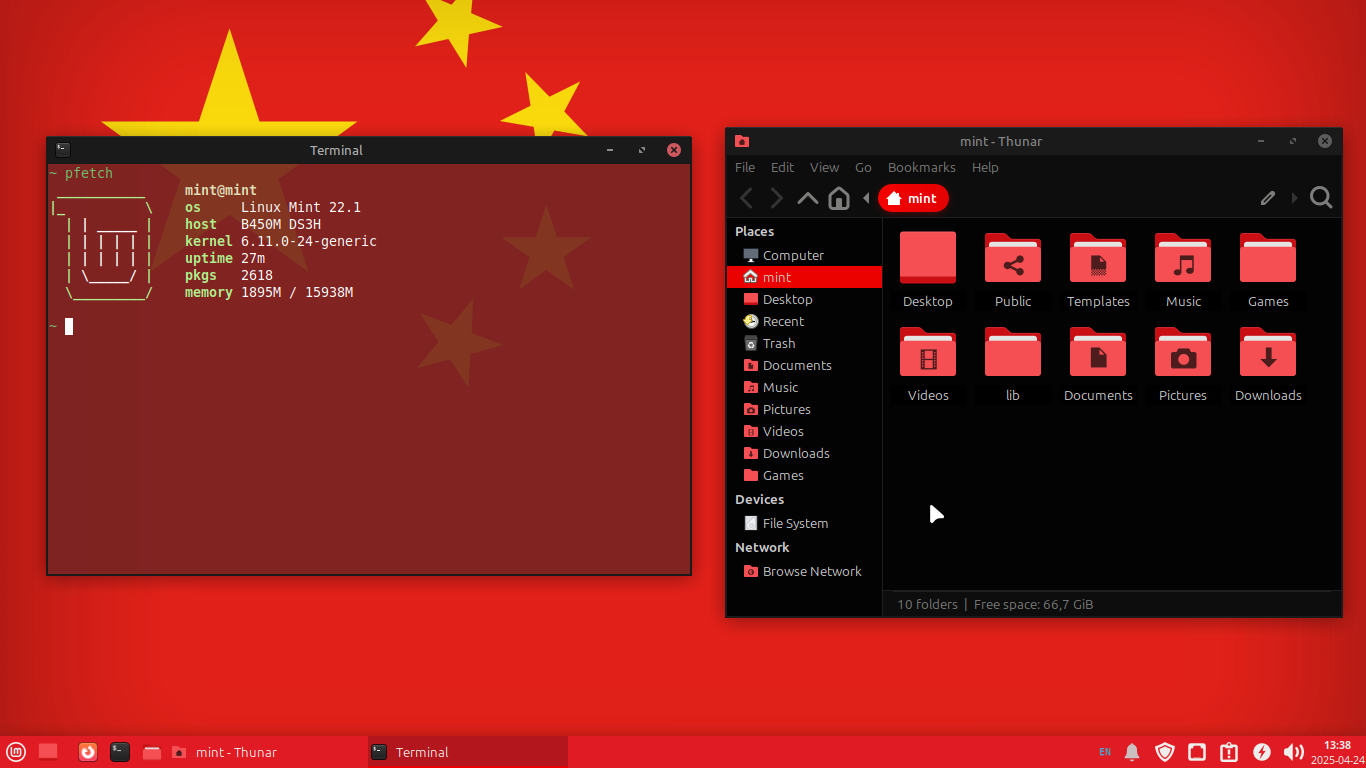 Terminal
~ pfetch
mint@mint
os Linux Mint 22.1
host B450M DS3H
kernel 6.11.0-24-generic
uptime 27m
pkgs 2618
memory 1895M / 15938M
~
mint - Thunar
File Edit View Go Bookmarks Help
mint
Places
Computer
mint
Desktop
Recent
Trash
Documents
Music
Pictures
Videos
Downloads
Games
Devices
File System
Network
Browse Network
Desktop Public Templates Music Games
Videos lib Documents Pictures Downloads
10 folders | Free space: 66,7 GiB
mint - Thunar
Terminal
EN
13:38
2025-04-24